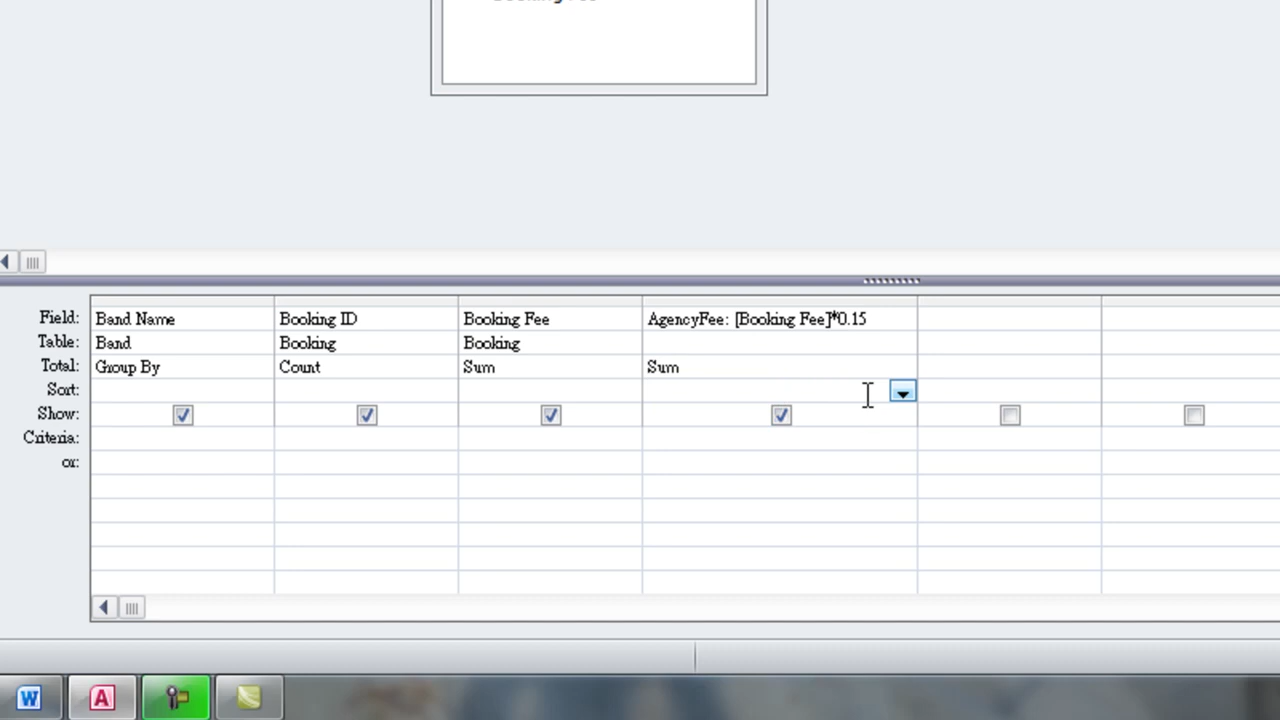 Field: Band Name Booking ID Booking Fee AgencyFee: [Booking Fee]*0.15
Table: Band Booking Booking
Total: Group By Count Sum Sum
Sort:
Show:
Criteria:
or:
W A